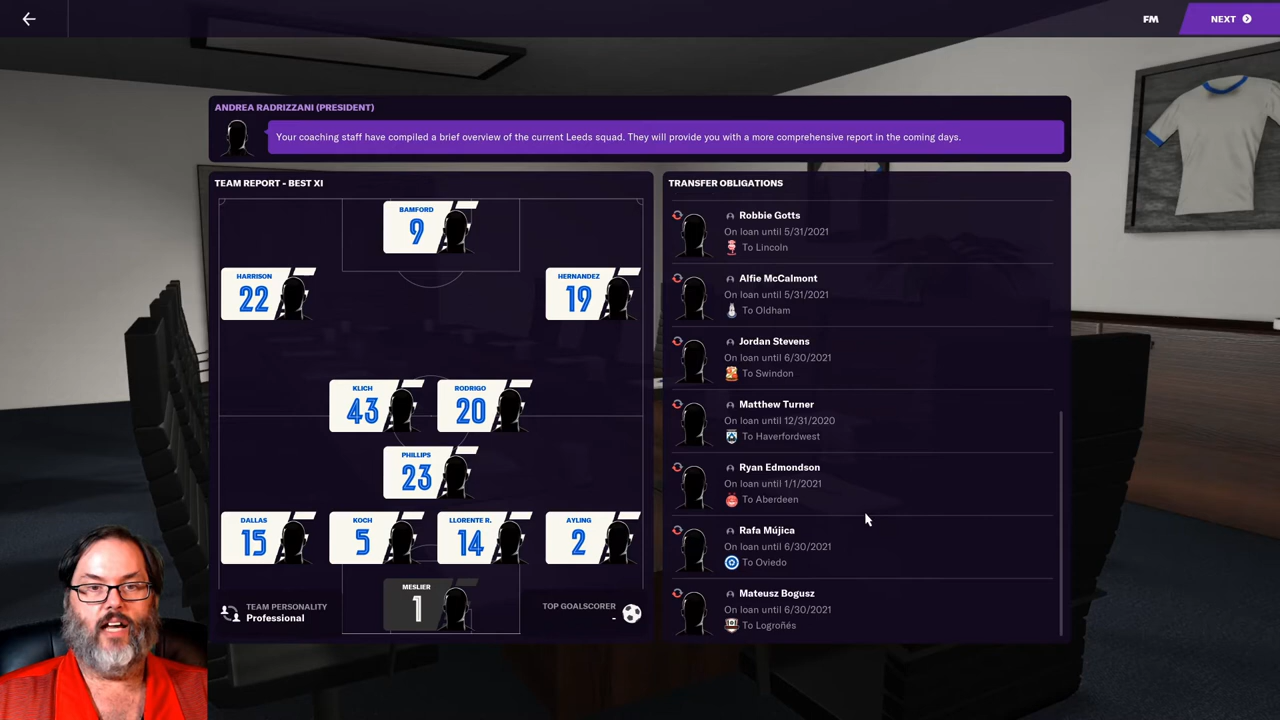 FM
NEXT
ANDREA RADRIZZANI (PRESIDENT)
Your coaching staff have compiled a brief overview of the current Leeds squad. They will provide you with a more comprehensive report in the coming days.
TEAM REPORT - BEST XI
BAMFORD
9
HARRISON
22
HERNANDEZ
19
KLICH
43
RODRIGO
20
PHILLIPS
23
DALLAS
15
KOCH
5
LLORENTE R.
14
AYLING
2
MESLIER
1
TEAM PERSONALITY
Professional
TOP GOALSCORER
-
TRANSFER OBLIGATIONS
Robbie Gotts
On loan until 5/31/2021
To Lincoln
Alfie McCalmont
On loan until 5/31/2021
To Oldham
Jordan Stevens
On loan until 6/30/2021
To Swindon
Matthew Turner
On loan until 12/31/2020
To Haverfordwest
Ryan Edmondson
On loan until 1/1/2021
To Aberdeen
Rafa Mújica
On loan until 6/30/2021
To Oviedo
Mateusz Bogusz
On loan until 6/30/2021
To Logroñés